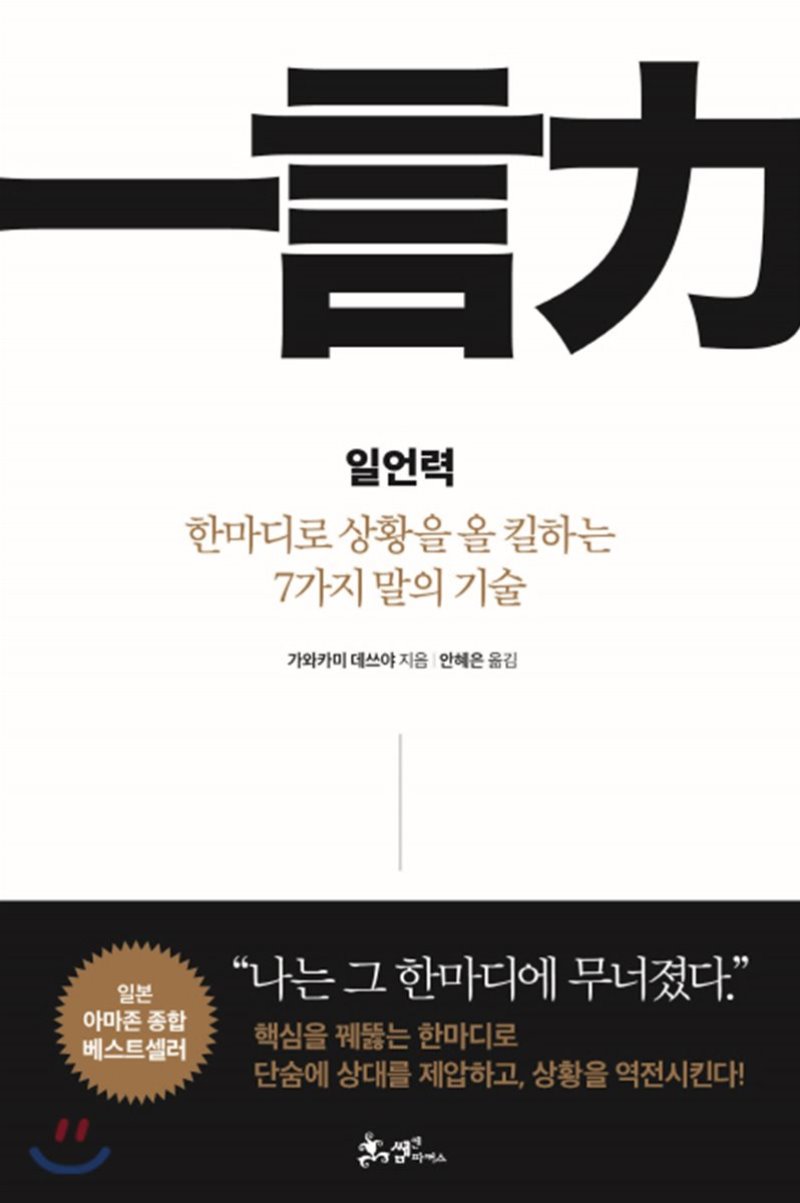 一言力
일언력
한마디로 상황을 올 킬하는
7가지 말의 기술
가와카미 데쓰야 지음 | 안혜은 옮김
일본
아마존 종합
베스트셀러
“나는 그 한마디에 무너졌다.”
핵심을 꿰뚫는 한마디로
단숨에 상대를 제압하고, 상황을 역전시킨다!
쌤앤파커스